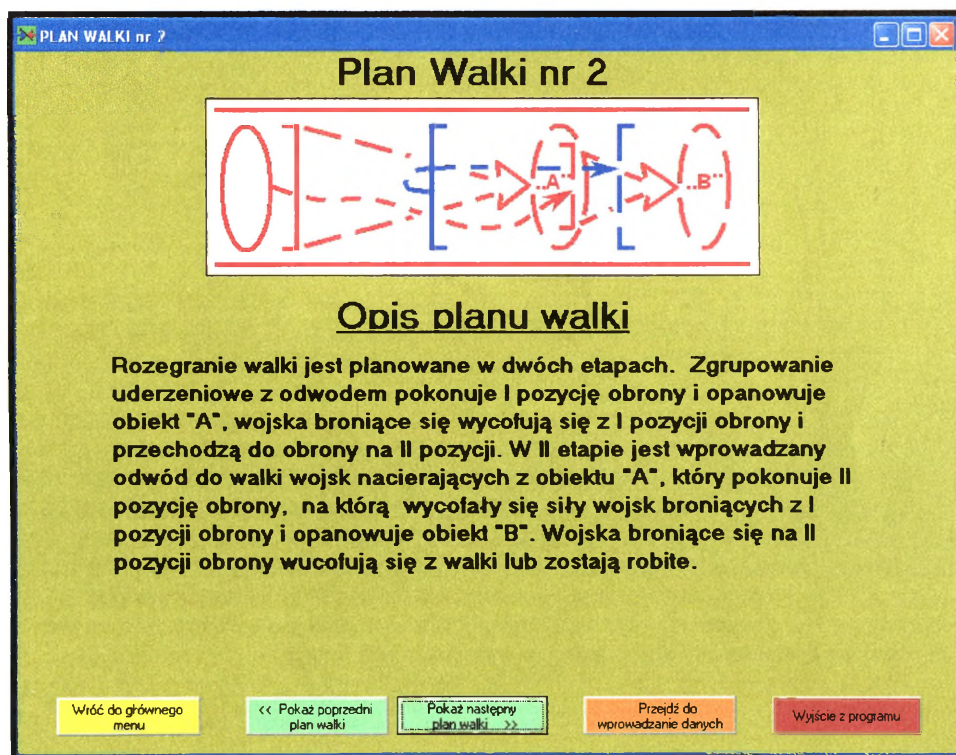 PLAN WALKI nr 2
Plan Walki nr 2
..A¨
..B¨
Opis planu walki
Rozegranie walki jest planowane w dwóch etapach. Zgrupowanie
uderzeniowe z odwodem pokonuje I pozycję obrony i opanowuje
obiekt "A", wojska broniące się wycofują się z I pozycji obrony i
przechodzą do obrony na II pozycji. W II etapie jest wprowadzany
odwód do walki wojsk nacierających z obiektu "A", który pokonuje II
pozycję obrony, na którą wycofały się siły wojsk broniących z I
pozycji obrony i opanowuje obiekt "B". Wojska broniące się na II
pozycji obrony wucofują się z walki lub zostają robite.
Wróć do głównego
menu
<< Pokaż poprzedni
plan walki
Pokaż następny
plan walki >>
Przejdź do
wprowadzanie danych
Wyjście z programu